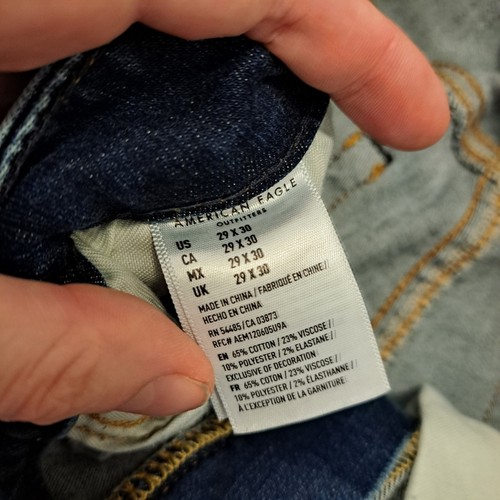 AMERICAN EAGLE
OUTFITTERS
US 29 X 30
CA 29 X 30
MX 29 X 30
UK 29 X 30
MADE IN CHINA / FABRIQUÉ EN CHINE //
HECHO EN CHINA
RN 54485 / CA 03873
RFC# AEM120605U9A
EN 65% COTTON / 23% VISCOSE //
10% POLYESTER / 2% ELASTANE //
EXCLUSIVE OF DECORATION
FR 65% COTON / 23% VISCOSE //
10% POLYESTER / 2% ÉLASTHANNE //
À L'EXCEPTION DE LA GARNITURE